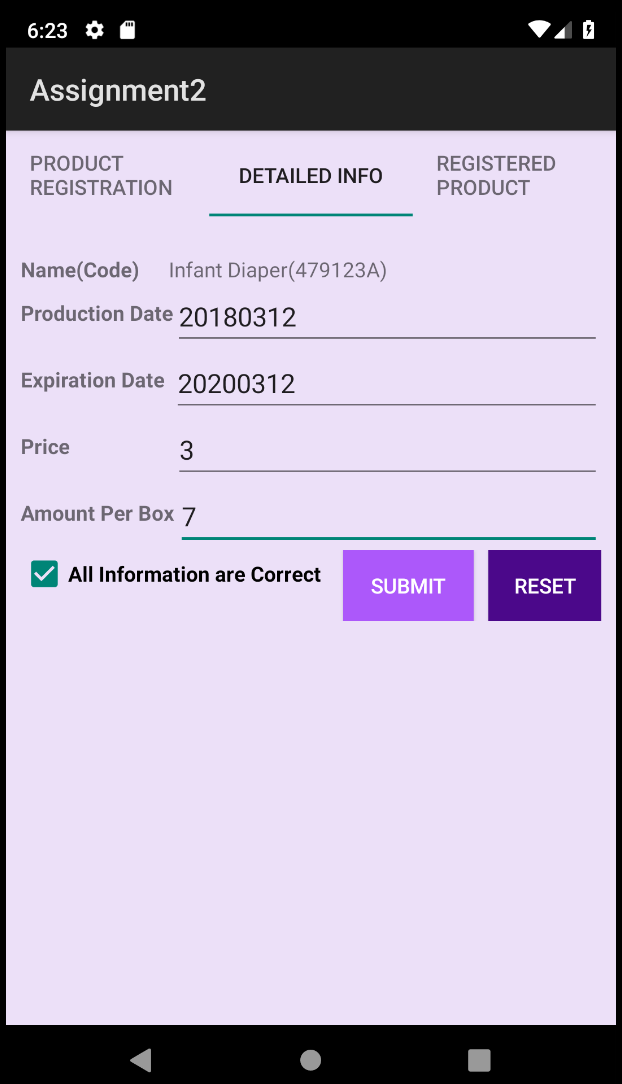 6:23
Assignment2
PRODUCT
REGISTRATION
DETAILED INFO
REGISTERED
PRODUCT
Name(Code) Infant Diaper(479123A)
Production Date 20180312
Expiration Date 20200312
Price 3
Amount Per Box 7
All Information are Correct SUBMIT RESET